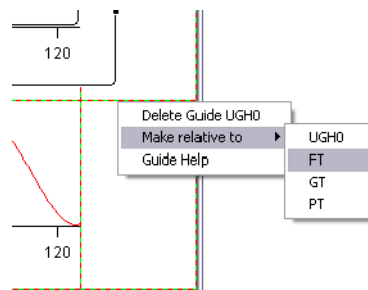 120
Delete Guide UGH0
Make relative to
UGH0
Guide Help
FT
GT
PT
120